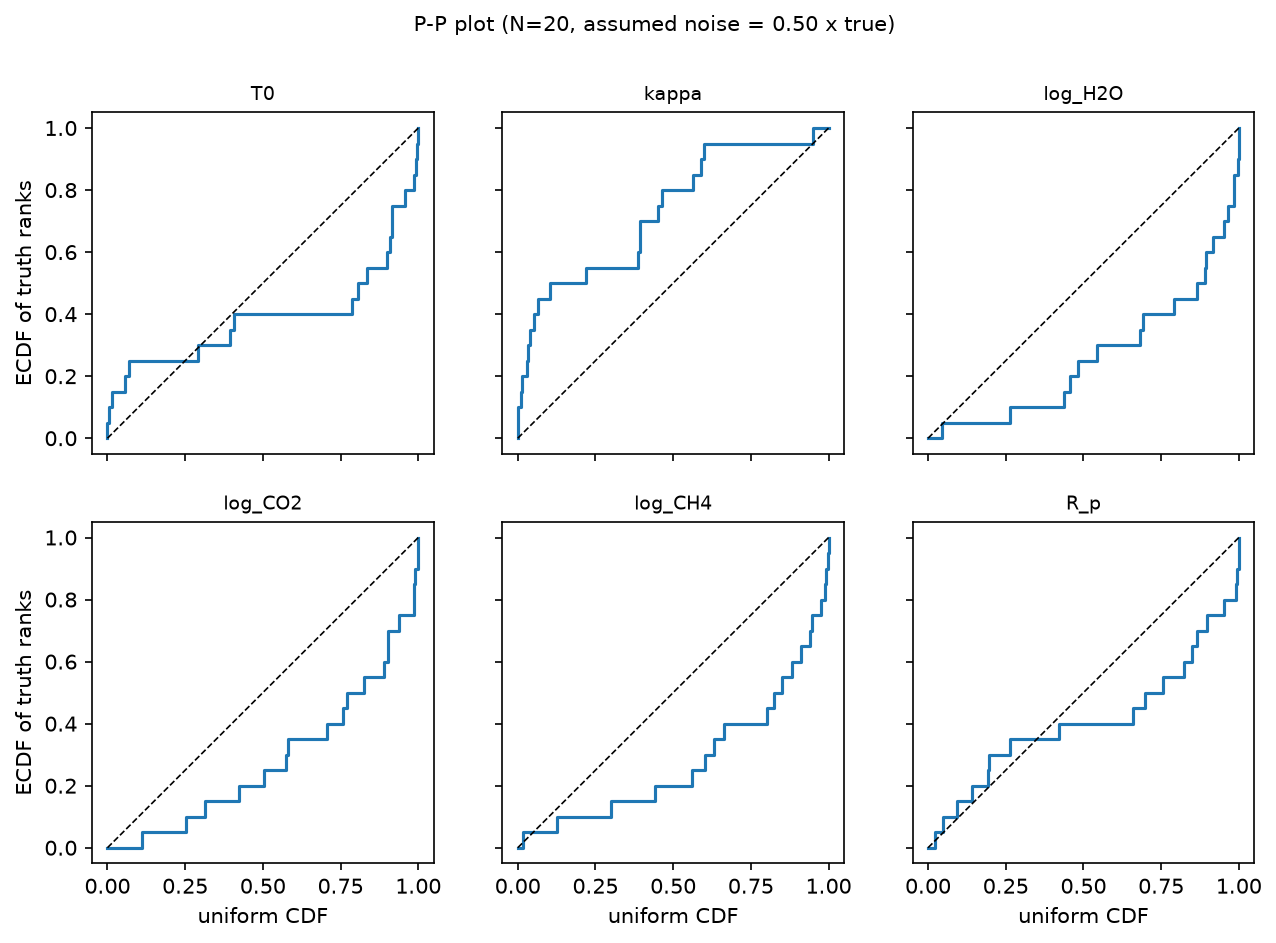 P-P plot (N=20, assumed noise = 0.50 x true)
T0
kappa
log_H2O
ECDF of truth ranks
1.0
0.8
0.6
0.4
0.2
0.0
log_CO2
log_CH4
R_p
ECDF of truth ranks
1.0
0.8
0.6
0.4
0.2
0.0
0.00 0.25 0.50 0.75 1.00
0.00 0.25 0.50 0.75 1.00
0.00 0.25 0.50 0.75 1.00
uniform CDF
uniform CDF
uniform CDF